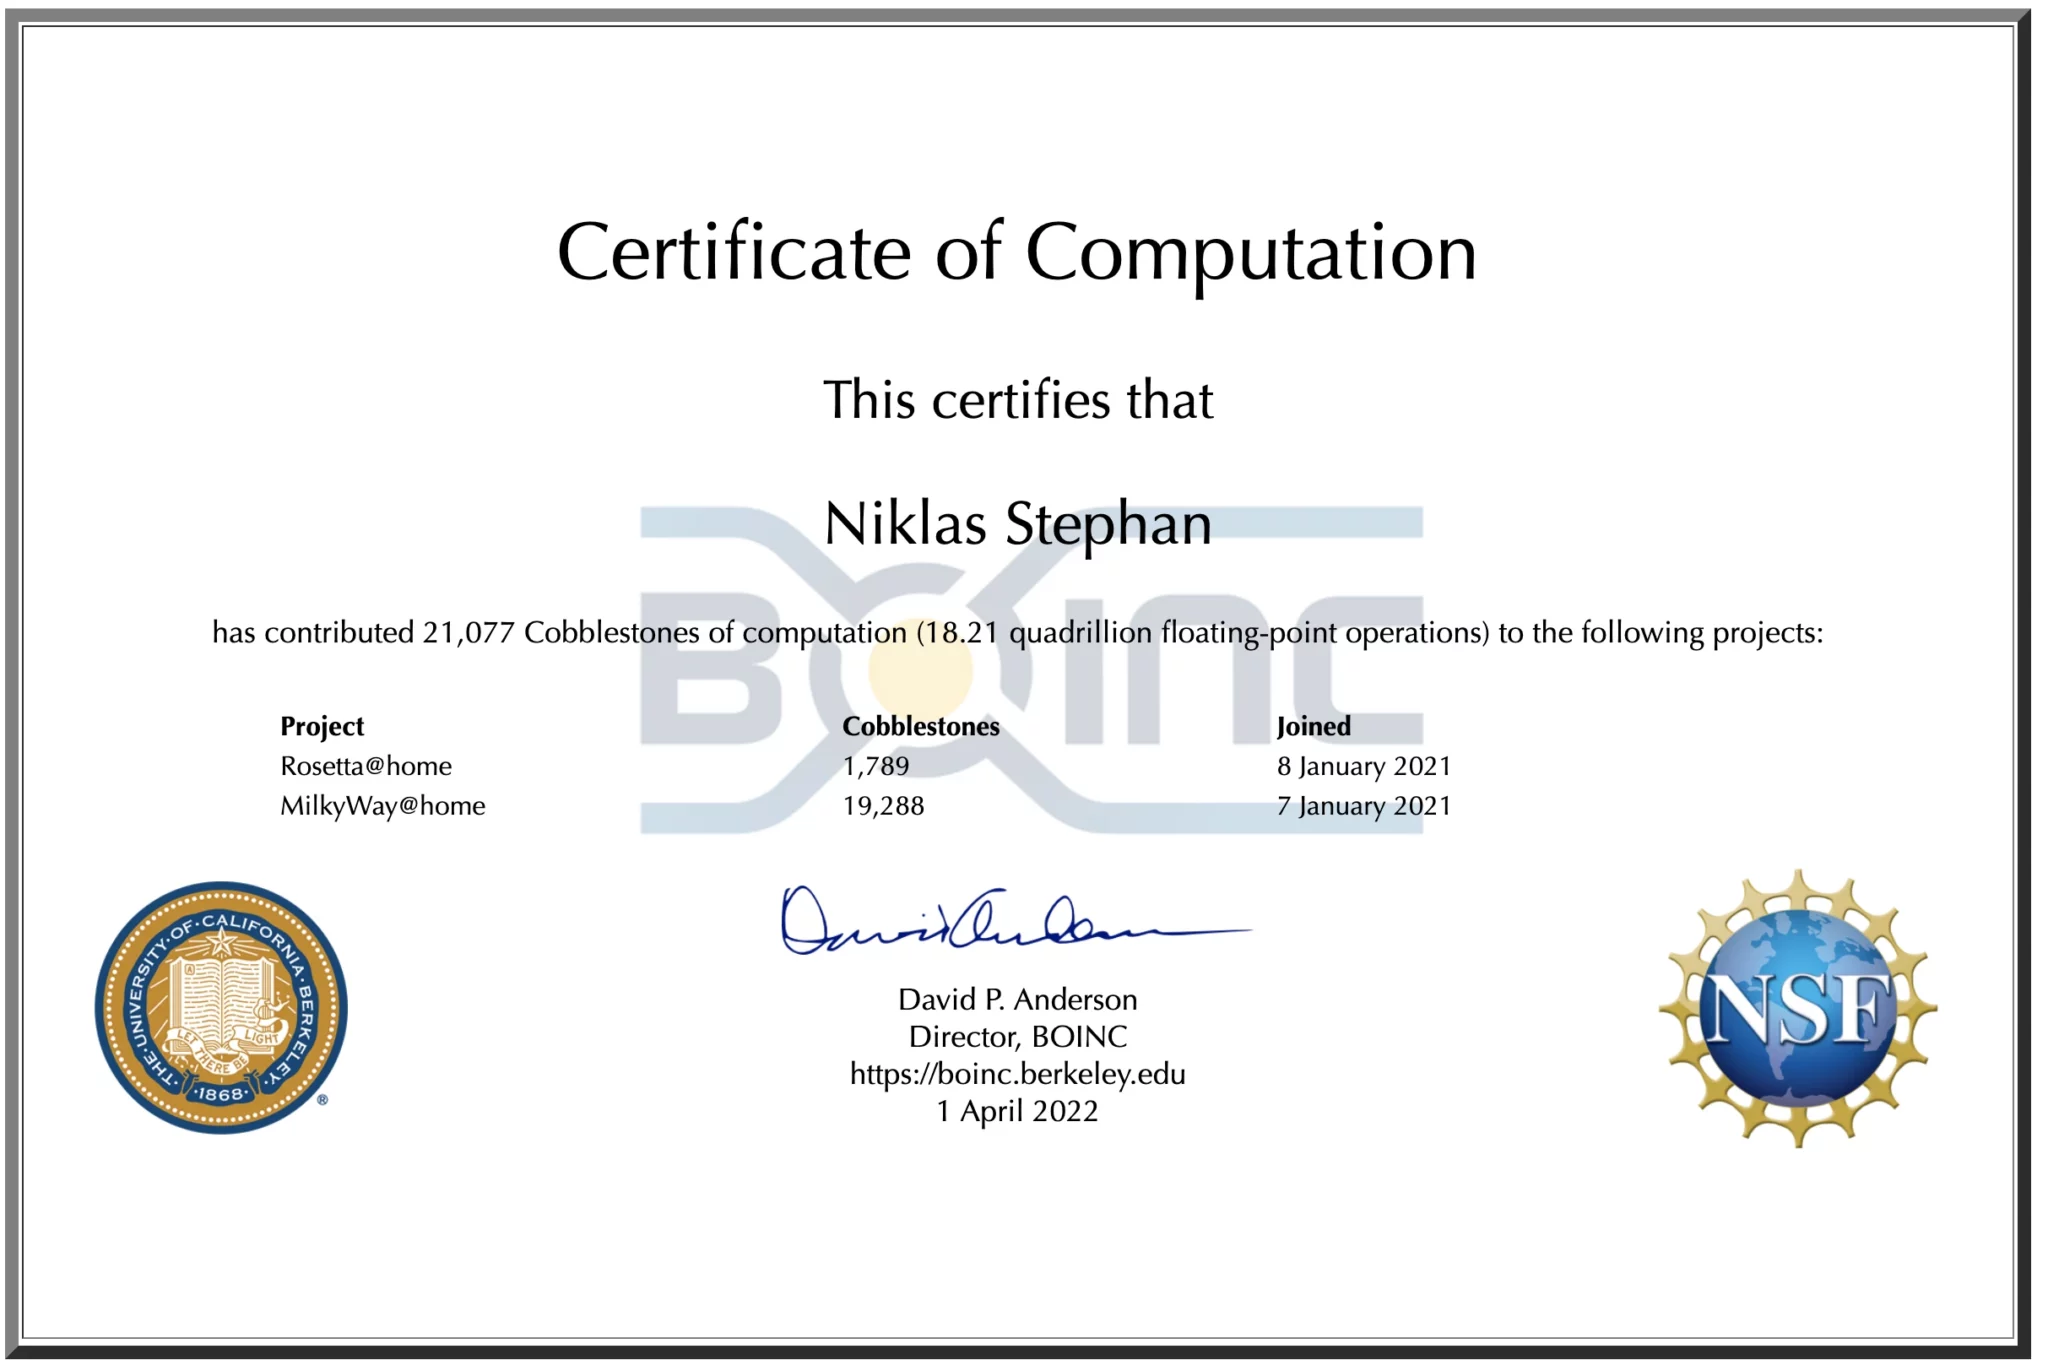 Certificate of Computation
This certifies that
Niklas Stephan
has contributed 21,077 Cobblestones of computation (18.21 quadrillion floating-point operations) to the following projects:
Project Cobblestones Joined
Rosetta@home 1,789 8 January 2021
MilkyWay@home 19,288 7 January 2021
BOINC
David Anderson
David P. Anderson
Director, BOINC
https://boinc.berkeley.edu
1 April 2022
THE·UNIVERSITY·OF·CALIFORNIA·BERKELEY
A
LET THERE BE LIGHT
·1868·
®
NSF